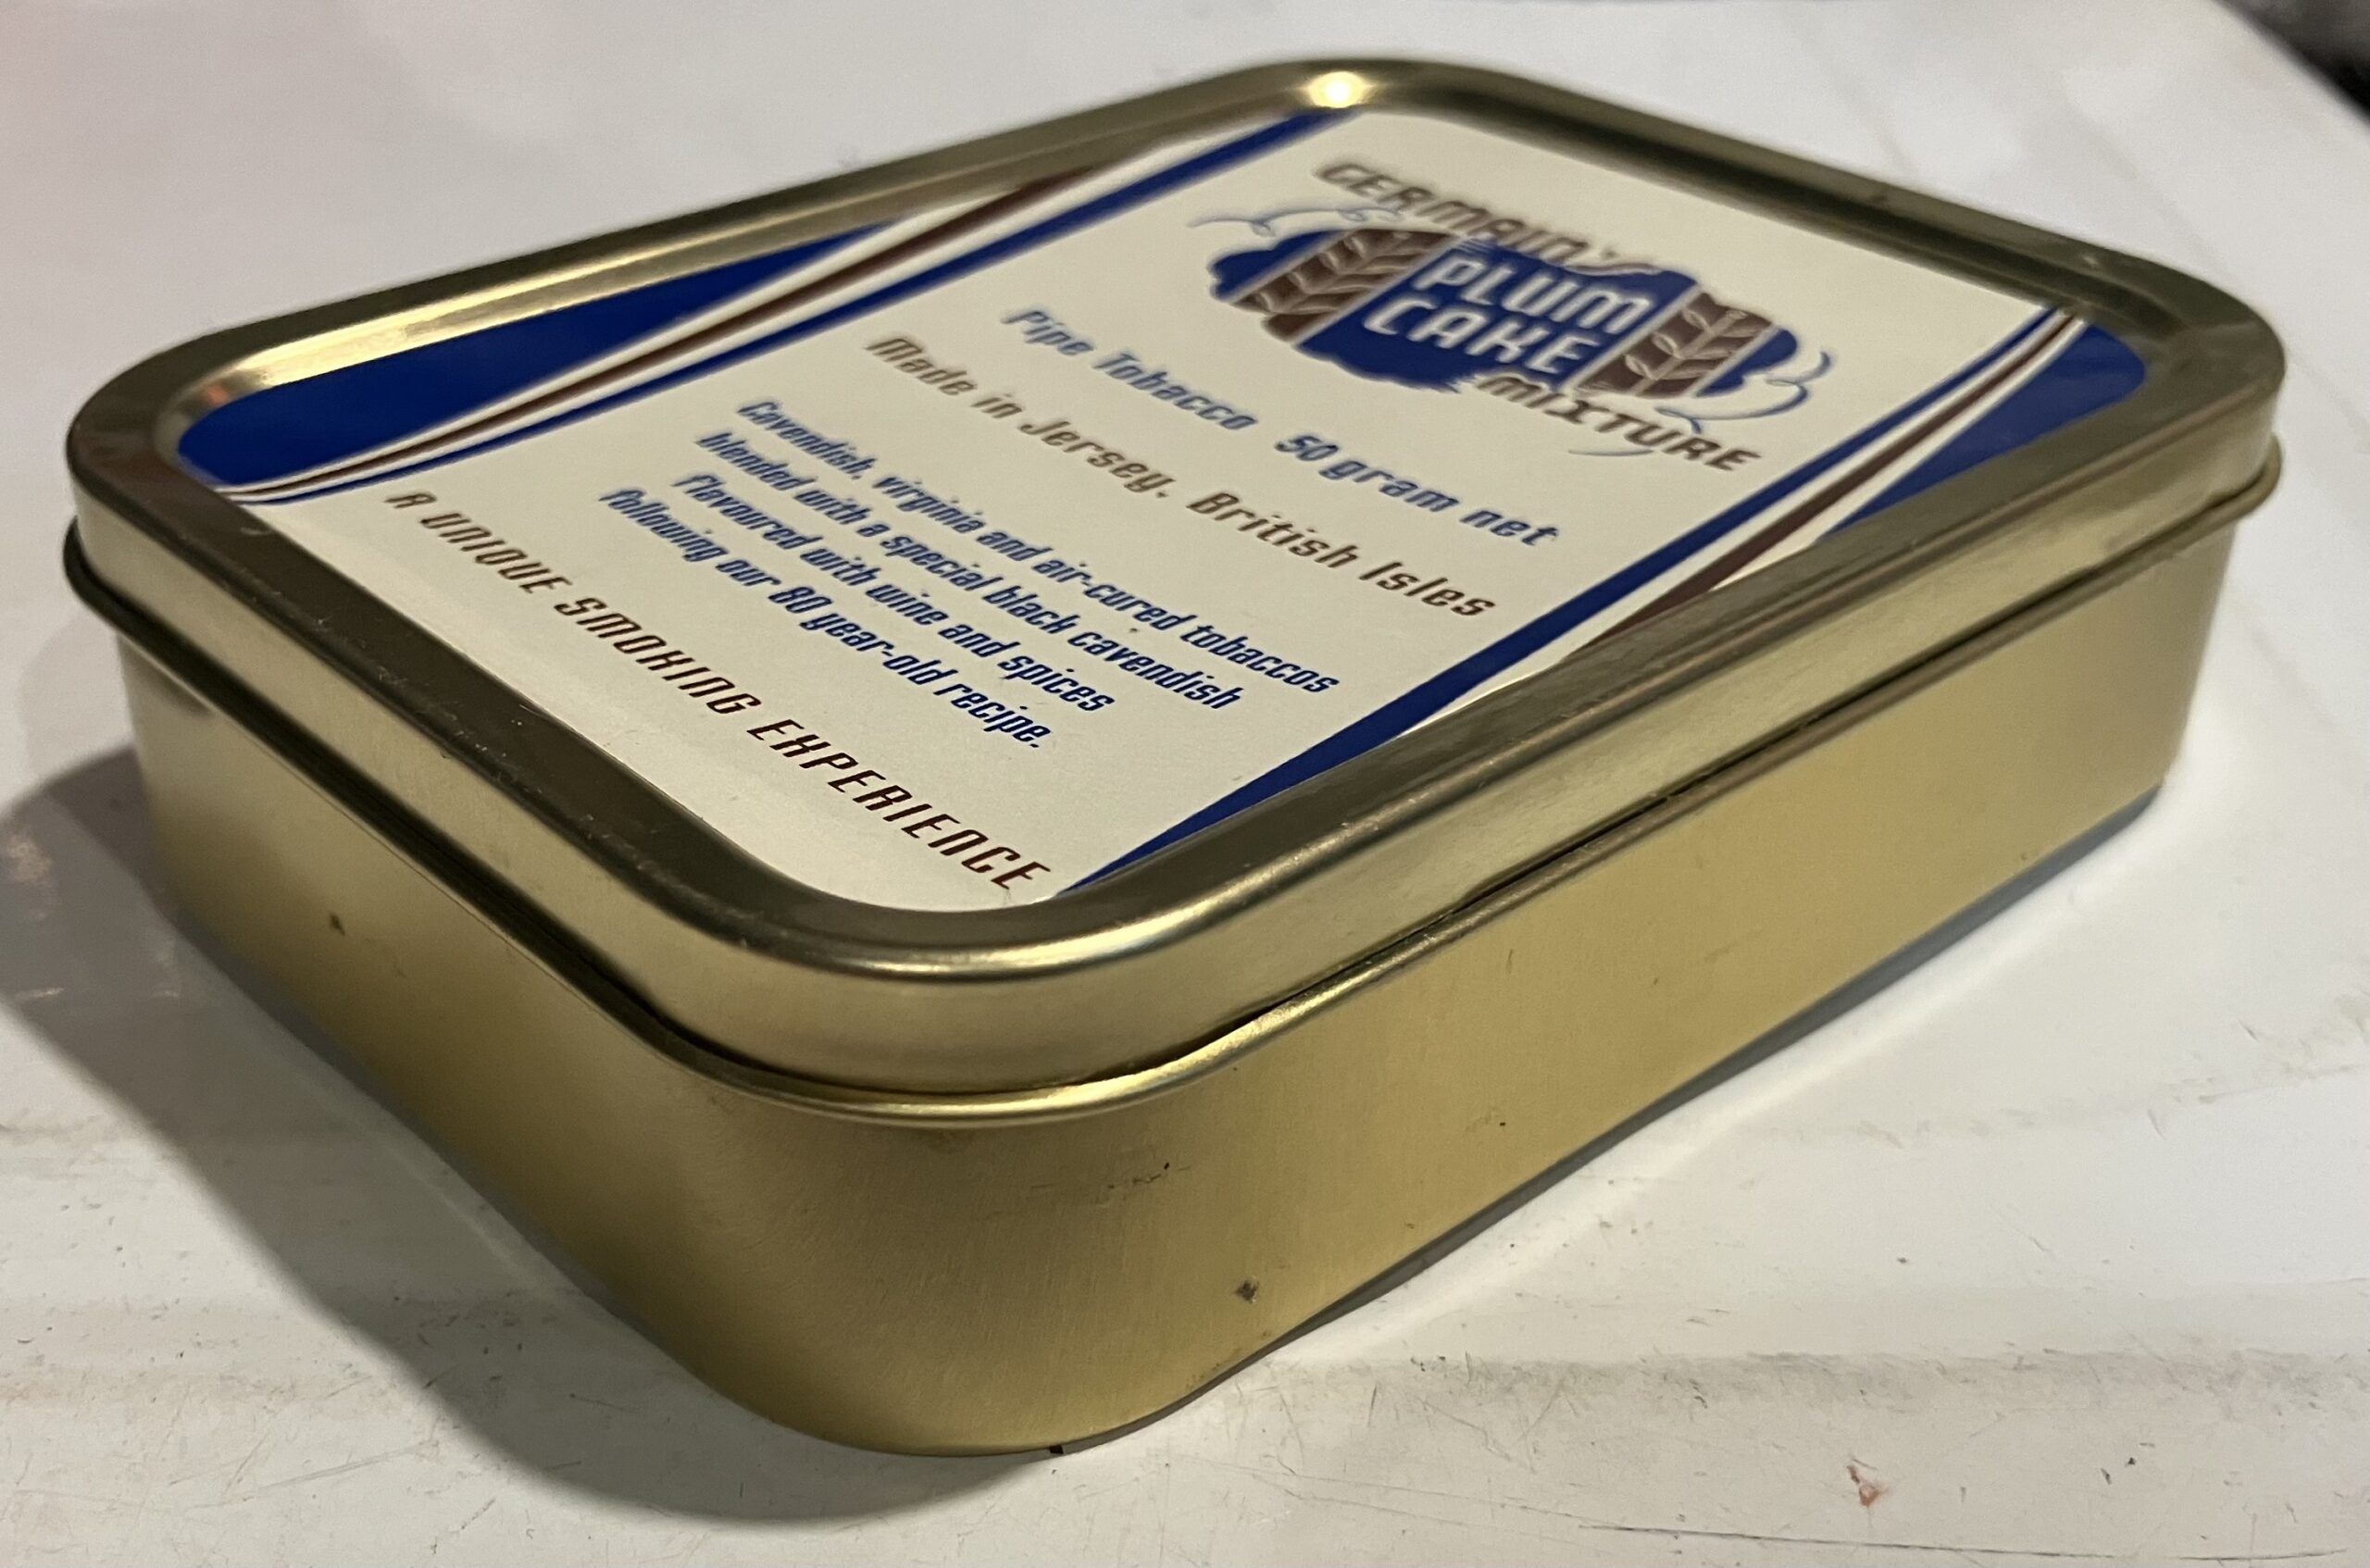 GERMAIN'S
PLUM
CAKE
MIXTURE
Pipe Tobacco 50 gram net
Made in Jersey, British Isles
Cavendish, virginia and air-cured tobaccos
blended with a special black cavendish
flavoured with wine and spices
following our 80 year-old recipe.
A UNIQUE SMOKING EXPERIENCE